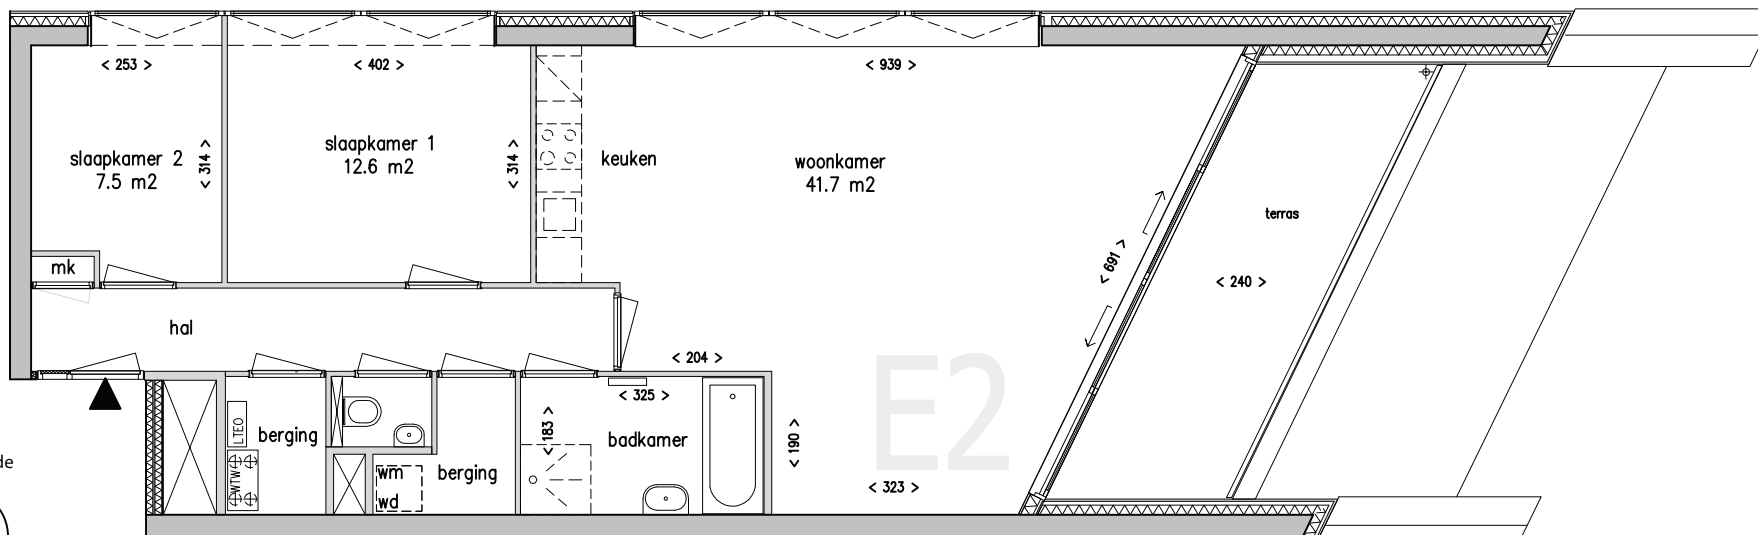 < 253 >
< 402 >
< 939 >
slaapkamer 2
7.5 m2
< 314 >
slaapkamer 1
12.6 m2
< 314 >
keuken
woonkamer
41.7 m2
terras
< 691 >
< 240 >
mk
hal
< 204 >
E2
< 325 >
LTEO
berging
< 183 >
badkamer
< 190 >
de
WTW
wm
wd
berging
< 323 >